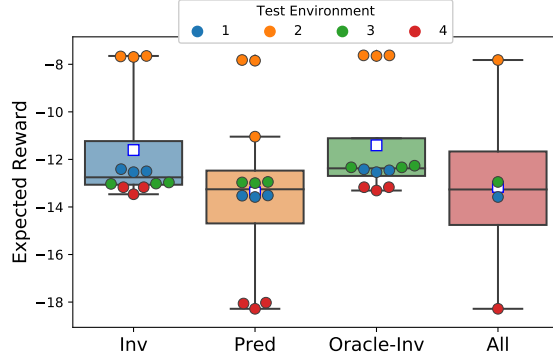 Test Environment
1 2 3 4
Expected Reward
−8
−10
−12
−14
−16
−18
Inv Pred Oracle-Inv All